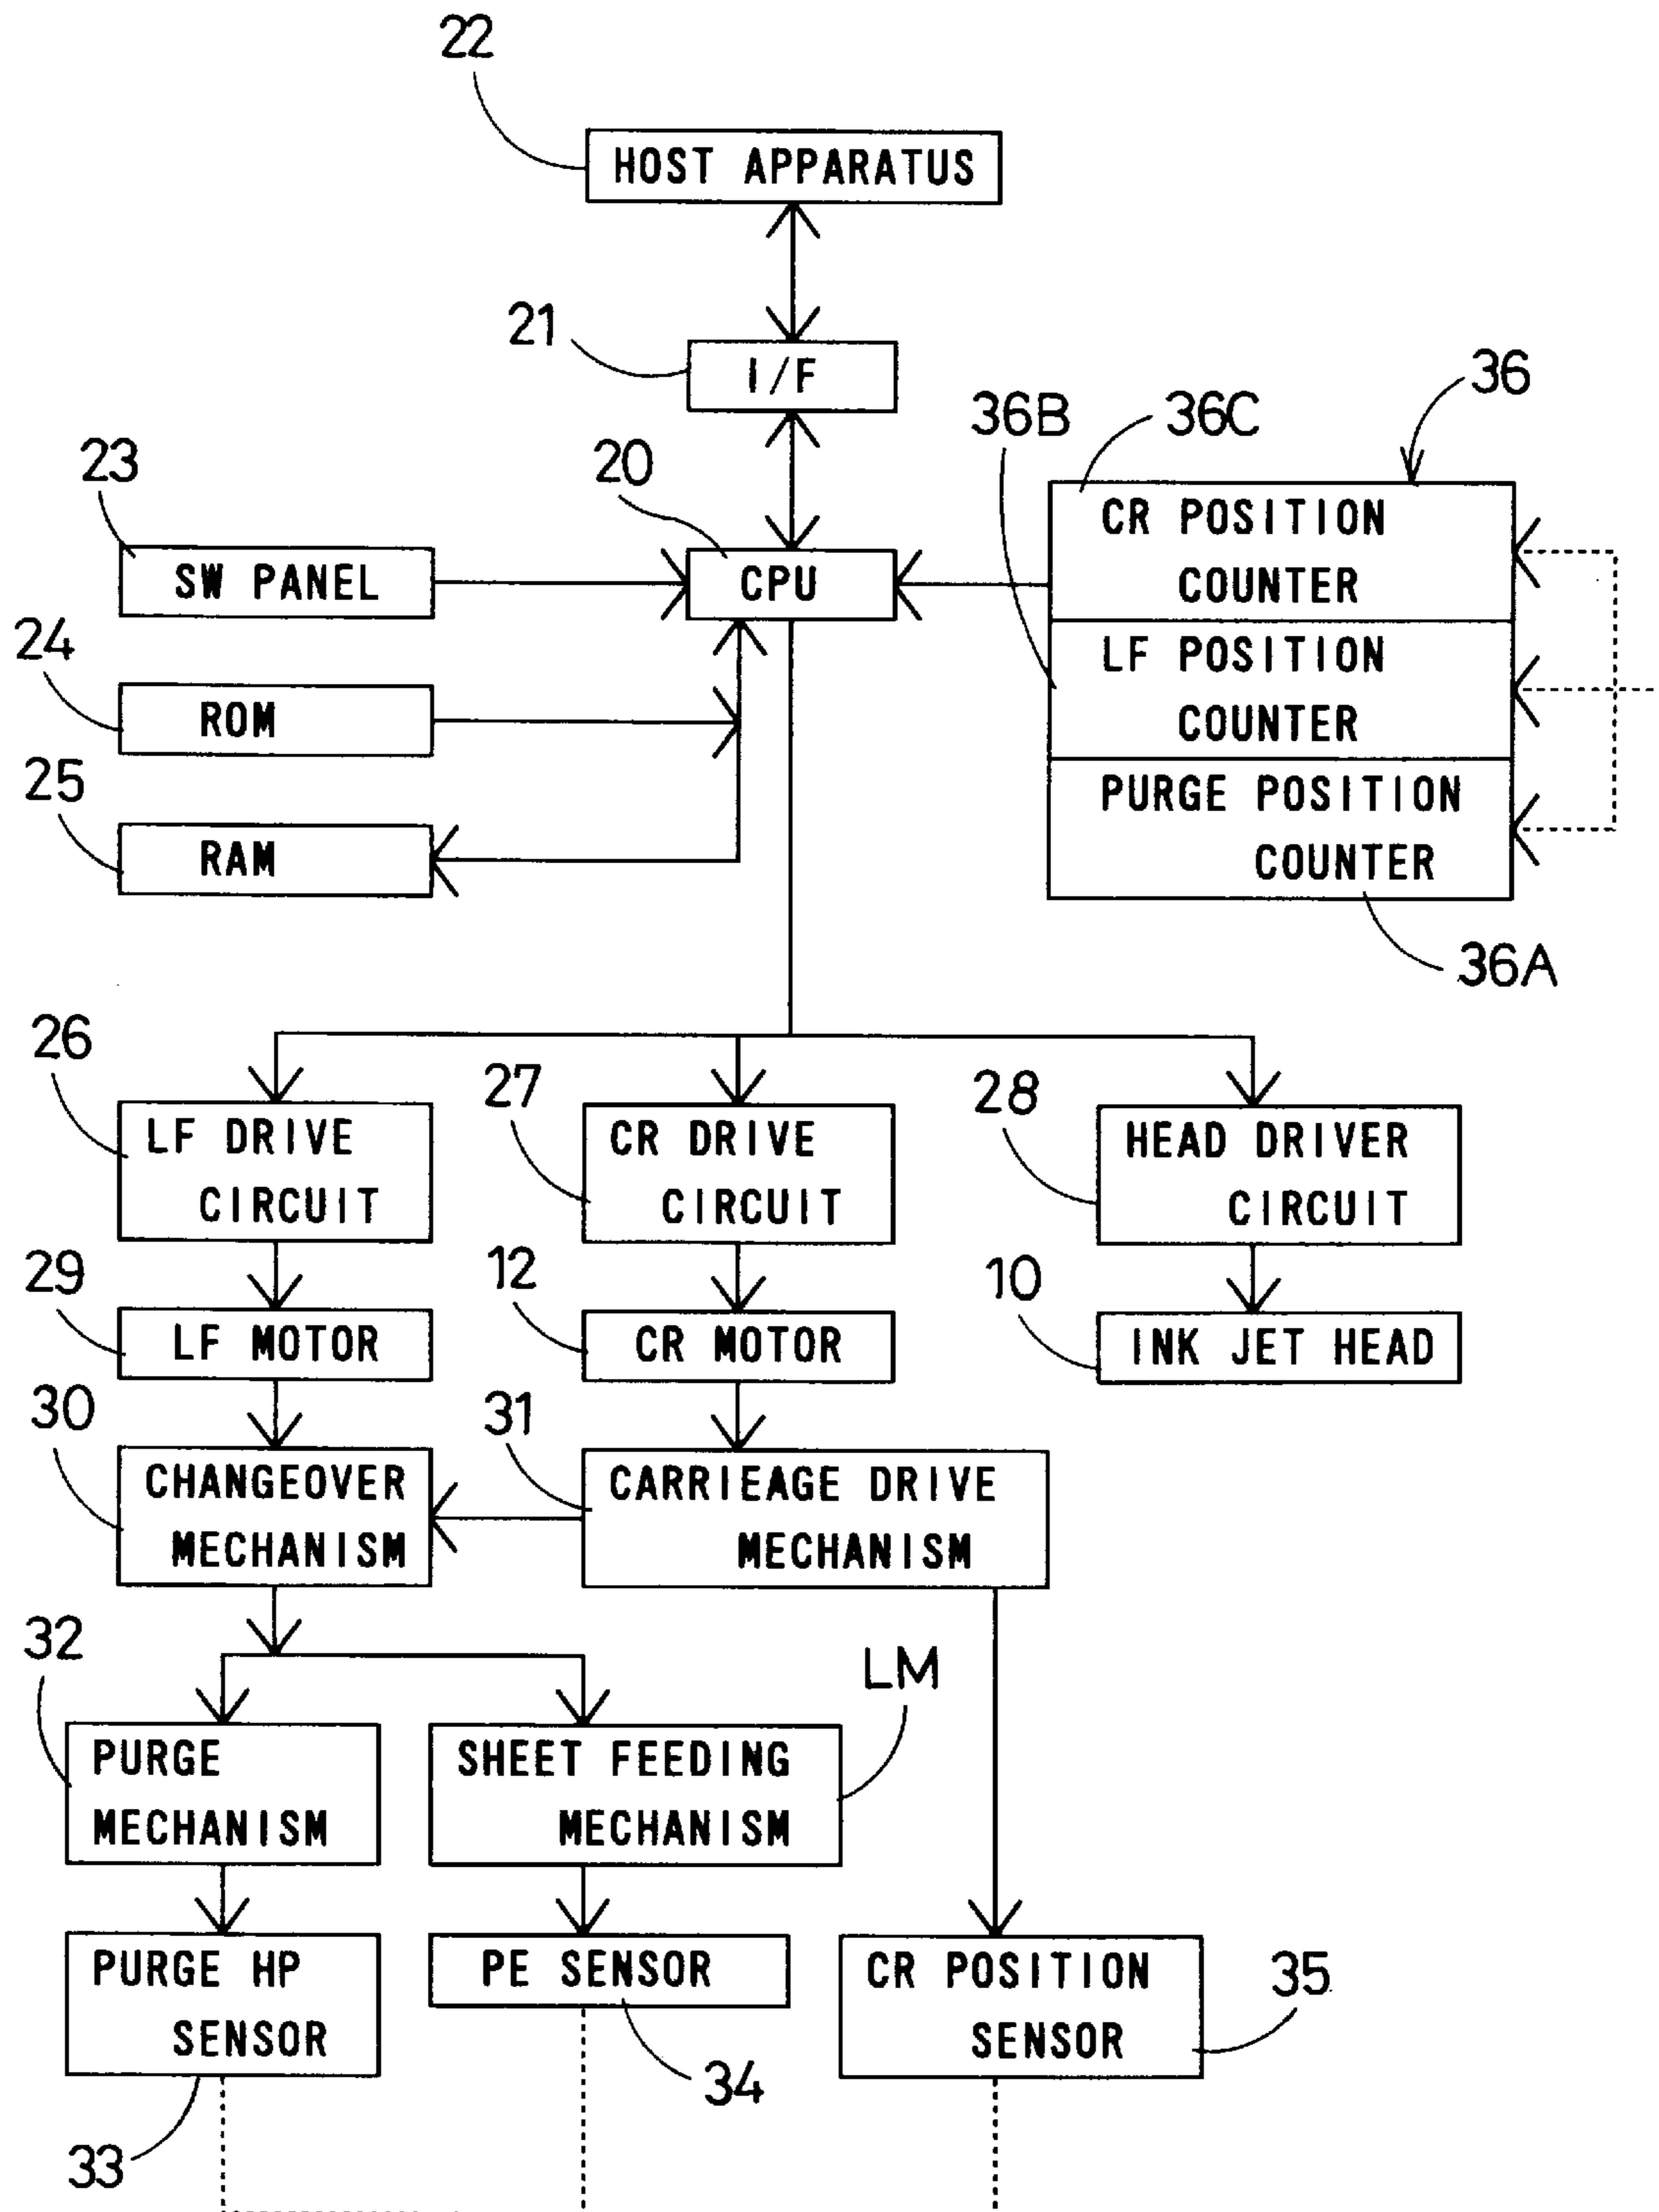 22
HOST APPARATUS
21
I/F
36
36B
36C
23
20
CR POSITION
COUNTER
SW PANEL
CPU
24
LF POSITION
COUNTER
ROM
25
PURGE POSITION
COUNTER
RAM
36A
26
27
28
LF DRIVE
CIRCUIT
CR DRIVE
CIRCUIT
HEAD DRIVER
CIRCUIT
29
12
10
LF MOTOR
CR MOTOR
INK JET HEAD
30
31
CHANGEOVER
MECHANISM
CARRIEAGE DRIVE
MECHANISM
32
LM
PURGE
MECHANISM
SHEET FEEDING
MECHANISM
PURGE HP
SENSOR
PE SENSOR
CR POSITION
SENSOR
35
34
33